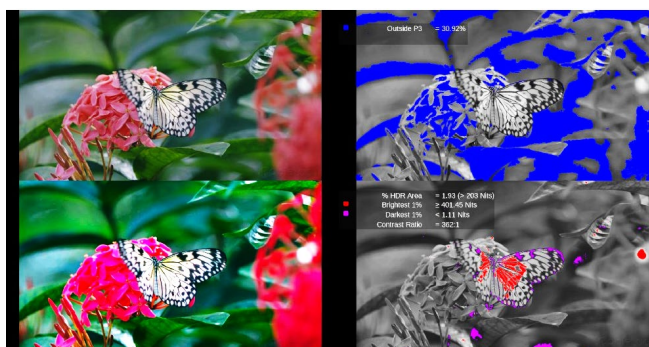 Outside P3 = 30.92%
% HDR Area = 1.93 (> 203 Nits)
Brightest 1% ≥ 401.45 Nits
Darkest 1% < 1.11 Nits
Contrast Ratio = 362:1